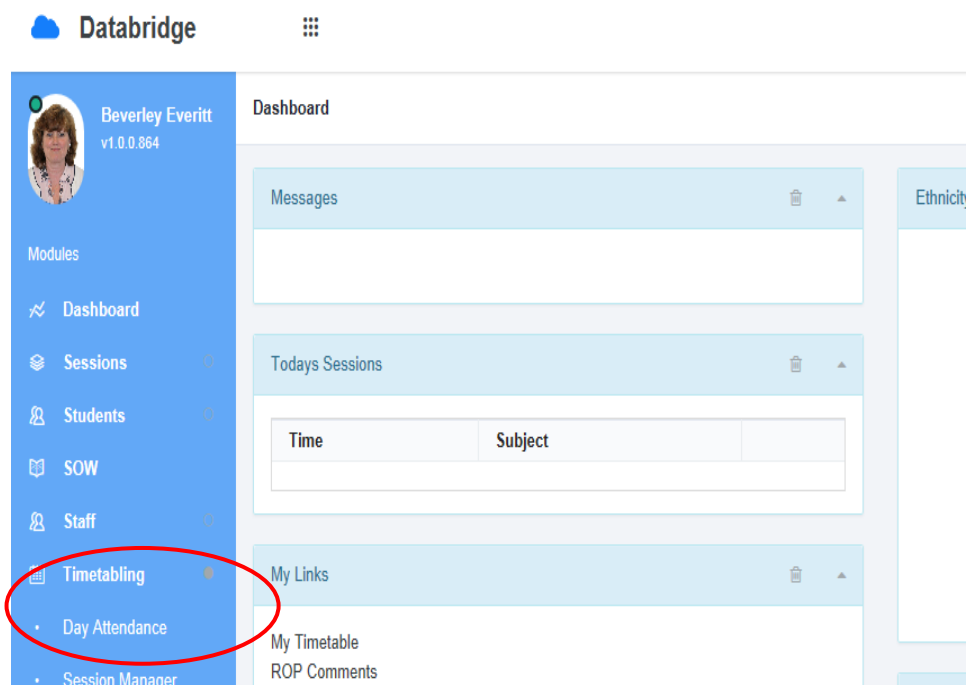 Databridge
Beverley Everitt
v1.0.0.864
Modules
Dashboard
Sessions
Students
SOW
Staff
Timetabling
Day Attendance
Session Manager
Dashboard
Messages
Todays Sessions
Time Subject
My Links
My Timetable
ROP Comments
Ethnicity